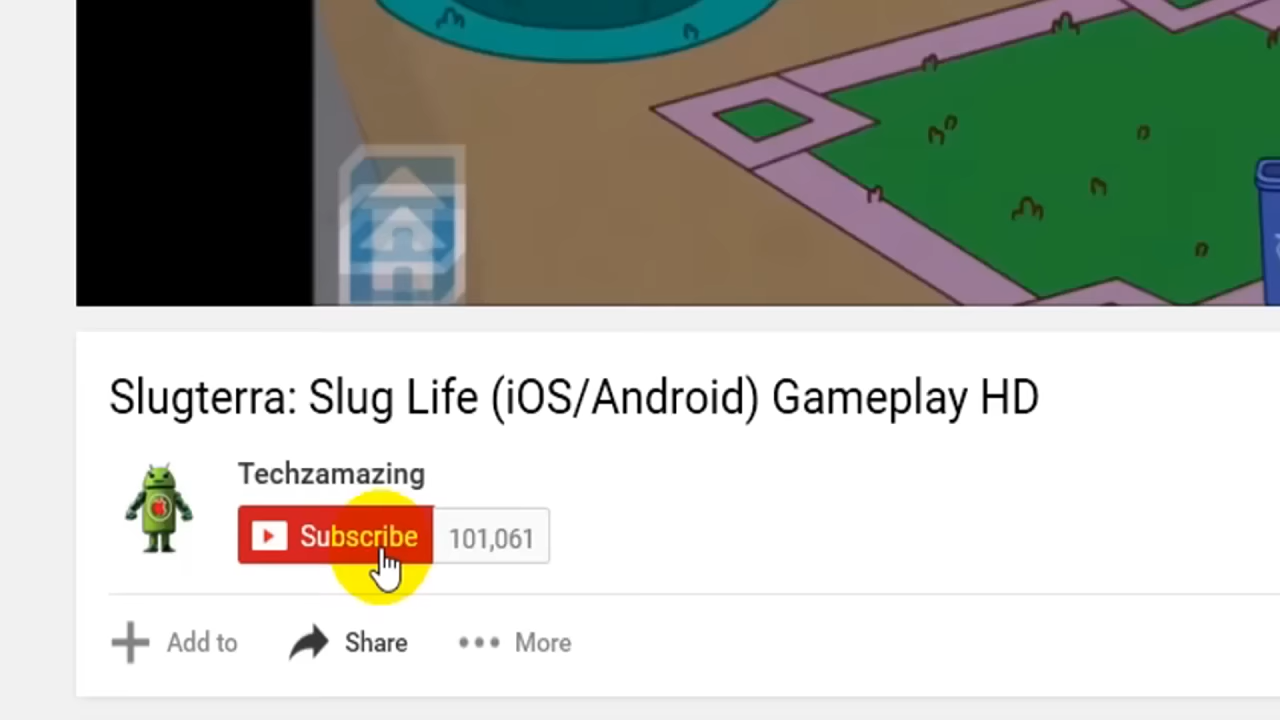 Slugterra: Slug Life (iOS/Android) Gameplay HD
Techzamazing
Subscribe 101,061
Add to Share More